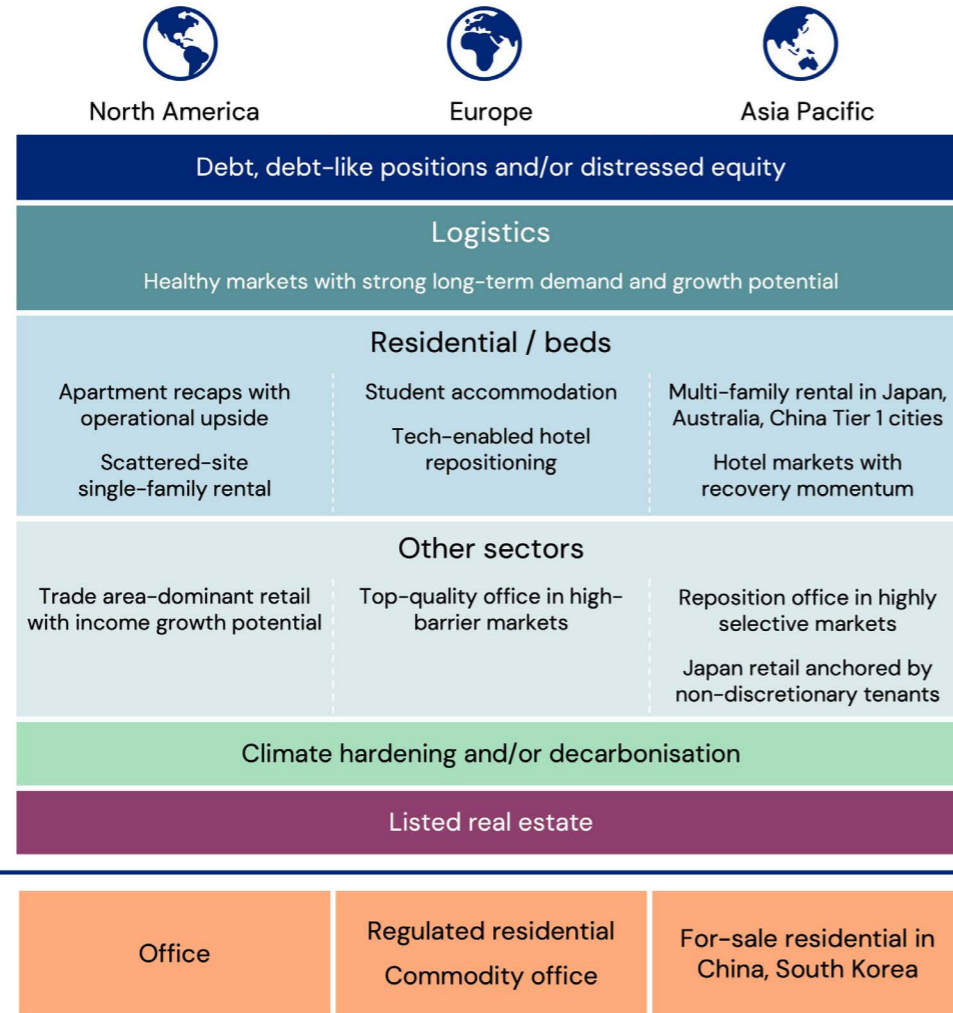 North America
Europe
Asia Pacific
Debt, debt-like positions and/or distressed equity
Logistics
Healthy markets with strong long-term demand and growth potential
Residential / beds
Apartment recaps with
operational upside
Scattered-site
single-family rental
Student accommodation
Tech-enabled hotel
repositioning
Multi-family rental in Japan,
Australia, China Tier 1 cities
Hotel markets with
recovery momentum
Other sectors
Trade area-dominant retail
with income growth potential
Top-quality office in high-
barrier markets
Reposition office in highly
selective markets
Japan retail anchored by
non-discretionary tenants
Climate hardening and/or decarbonisation
Listed real estate
Office
Regulated residential
Commodity office
For-sale residential in
China, South Korea